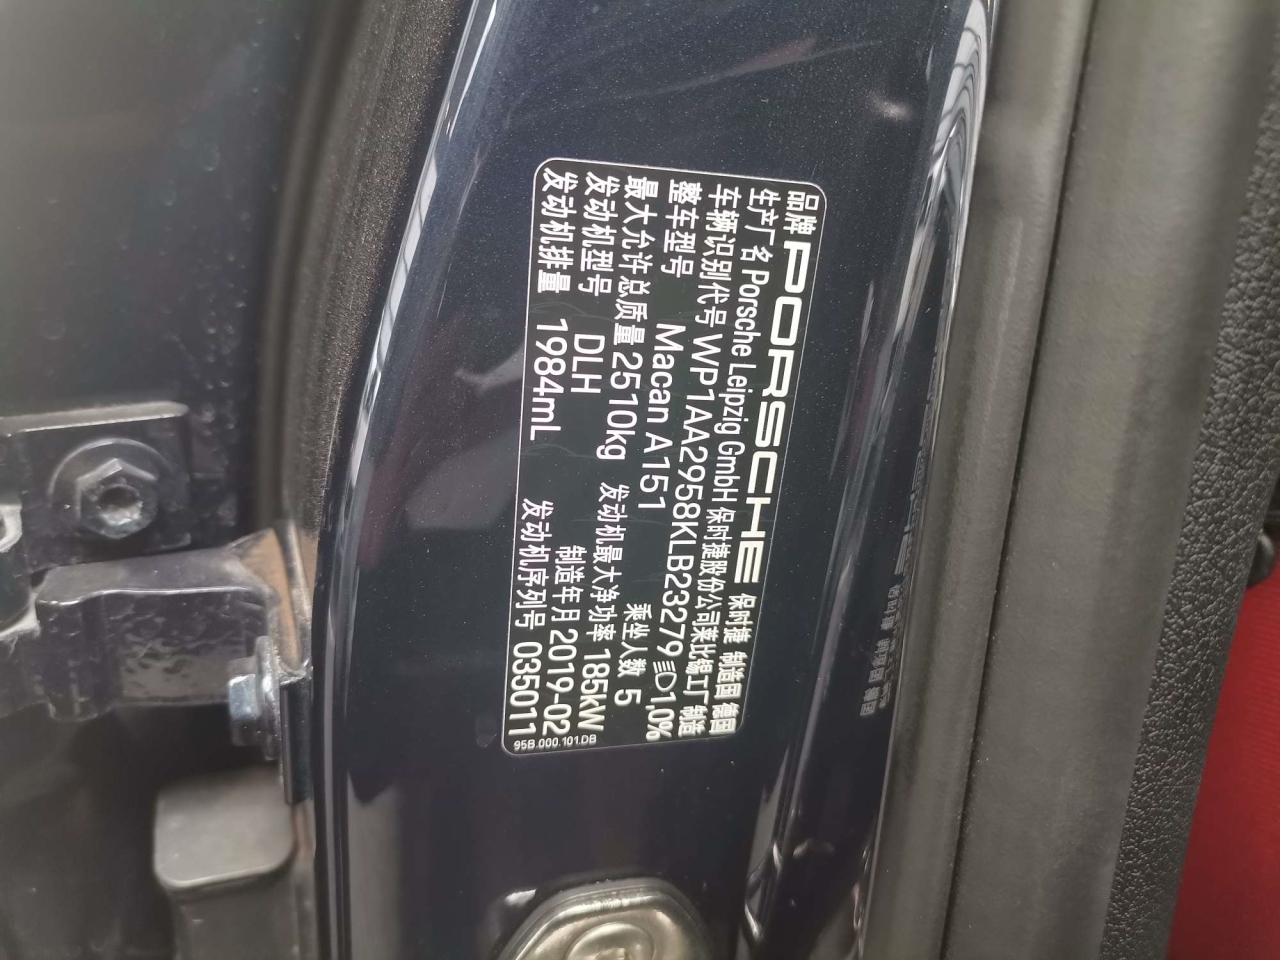 品牌 PORSCHE 保时捷 制造国 德国
生产厂名 Porsche Leipzig GmbH 保时捷股份公司莱比锡工厂 制造
车辆识别代号 WP1AA2958KLB23279 1,0%
整车型号 Macan A151 乘坐人数 5
最大允许总质量 2510kg 发动机最大净功率 185kW
发动机型号 DLH 制造年月 2019-02
发动机排量 1984mL 发动机序列号 035011
95B.000.101.DB